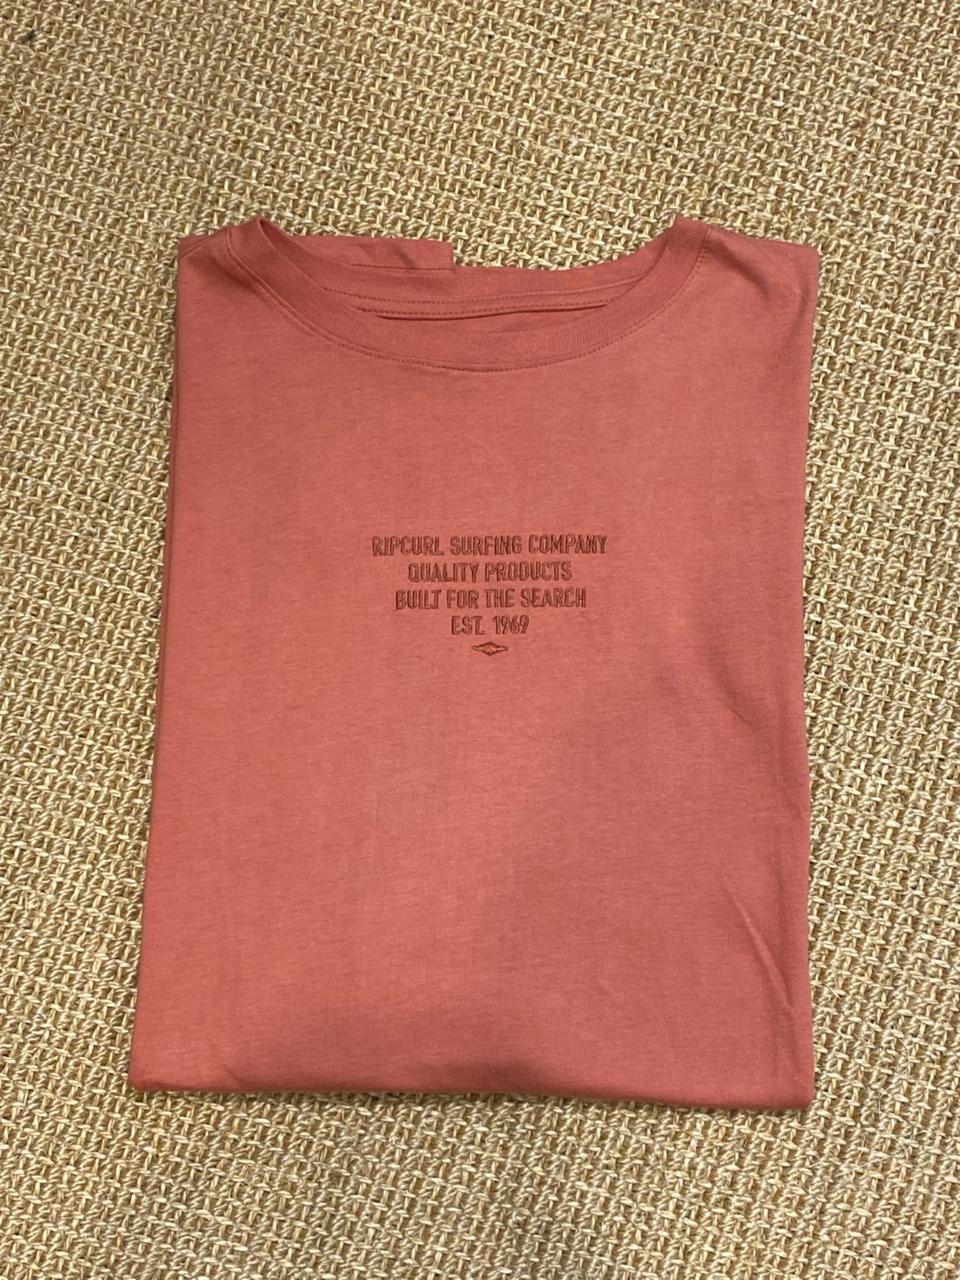 RIPCURL SURFING COMPANY
QUALITY PRODUCTS
BUILT FOR THE SEARCH
EST. 1969